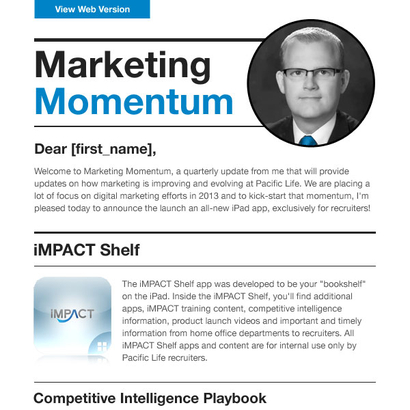 View Web Version
Marketing
Momentum
Dear [first_name],
Welcome to Marketing Momentum, a quarterly update from me that will provide
updates on how marketing is improving and evolving at Pacific Life. We are placing a
lot of focus on digital marketing efforts in 2013 and to kick-start that momentum, I'm
pleased today to announce the launch an all-new iPad app, exclusively for recruiters!
iMPACT Shelf
iMPACT
The iMPACT Shelf app was developed to be your "bookshelf"
on the iPad. Inside the iMPACT Shelf, you'll find additional
apps, iMPACT training content, competitive intelligence
information, product launch videos and important and timely
information from home office departments to recruiters. All
iMPACT Shelf apps and content are for internal use only by
Pacific Life recruiters.
Competitive Intelligence Playbook